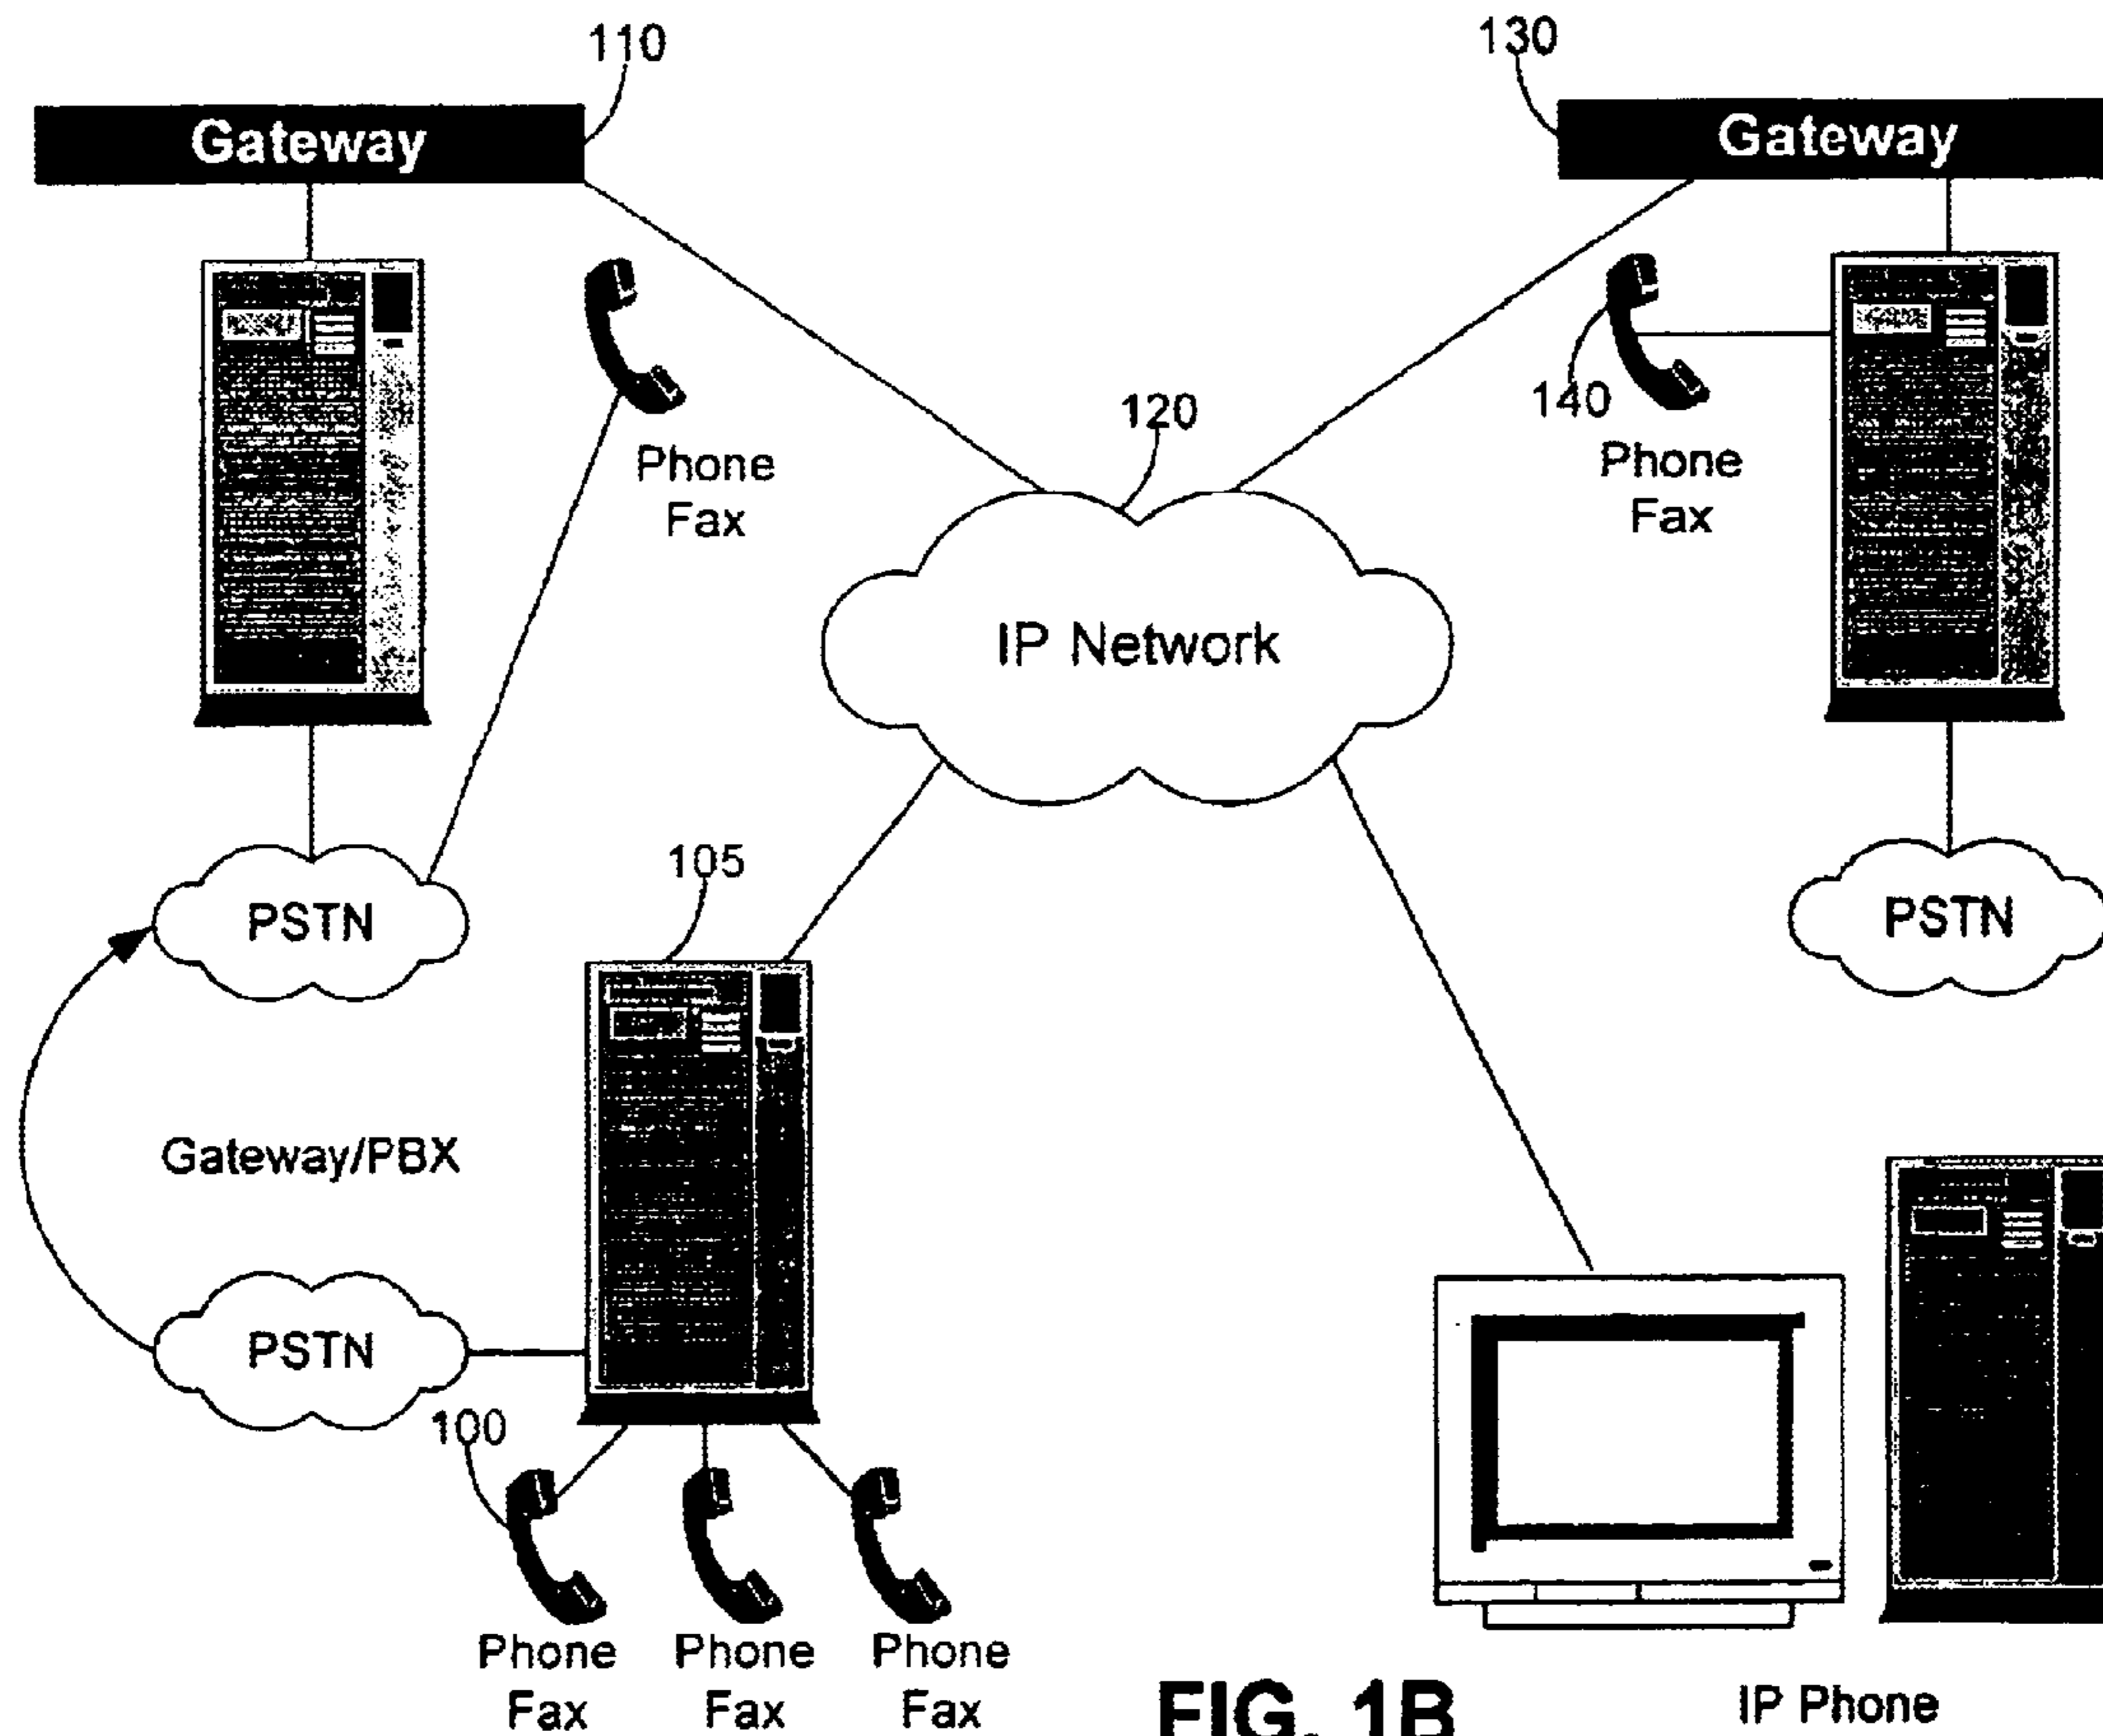 110
130
Gateway
Gateway
120
140
Phone
Fax
Phone
Fax
IP Network
105
PSTN
PSTN
Gateway/PBX
PSTN
100
Phone
Fax
Phone
Fax
Phone
Fax
FIG. 1B
IP Phone